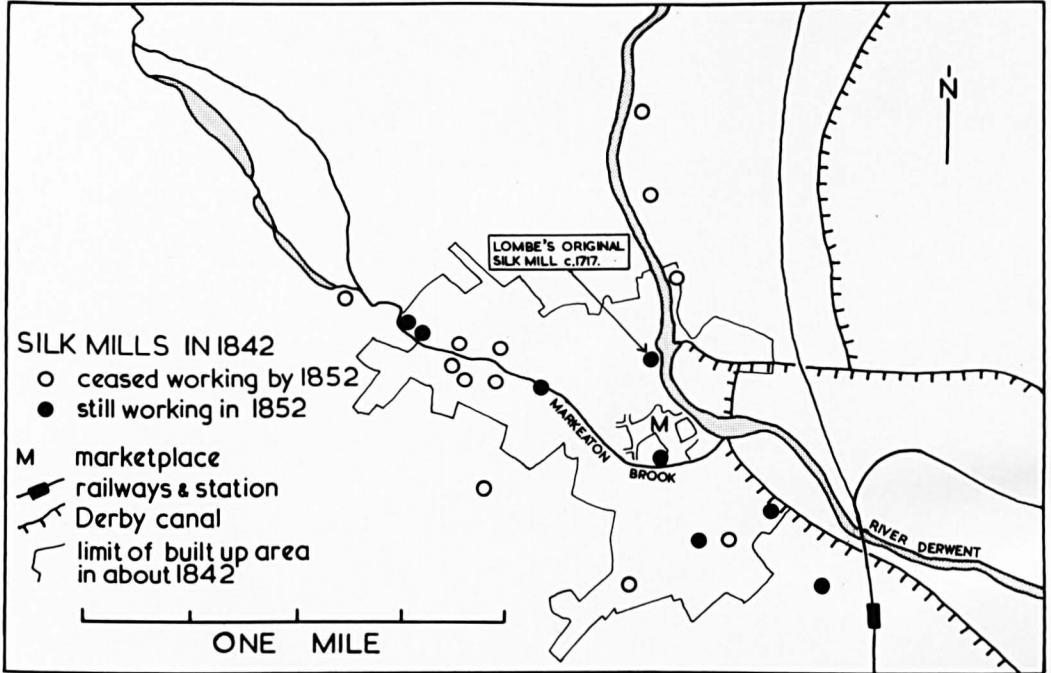 N
LOMBE'S ORIGINAL
SILK MILL c.1717.
SILK MILLS IN 1842
ceased working by 1852
still working in 1852
M marketplace
railways & station
Derby canal
limit of built up area
in about 1842
ONE MILE
MARKEATON
BROOK
M
RIVER DERWENT